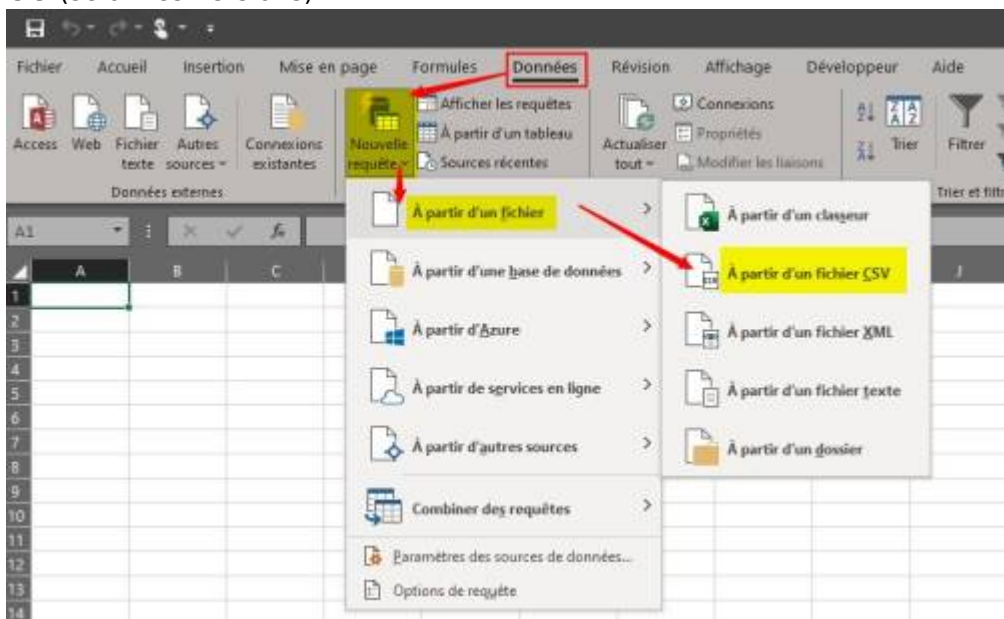 Fichier Accueil Insertion Mise en page Formules Données Révision Affichage Développeur Aide
Access Web Fichier texte Autres sources Connexions existantes
Nouvelle requête
Afficher les requêtes
À partir d'un tableau
Sources récentes
Actualiser tout
Connexions
Propriétés
Modifier les liaisons
Trier Filtrer
Données externes
Trier et filt
A1 fx
A B C J
1
2
3
4
5
6
7
8
9
10
11
12
13
14
À partir d'un fichier
À partir d'une base de données
À partir d'Azure
À partir de services en ligne
À partir d'autres sources
Combiner des requêtes
Paramètres des sources de données...
Options de requête
À partir d'un classeur
À partir d'un fichier CSV
À partir d'un fichier XML
À partir d'un fichier texte
À partir d'un dossier